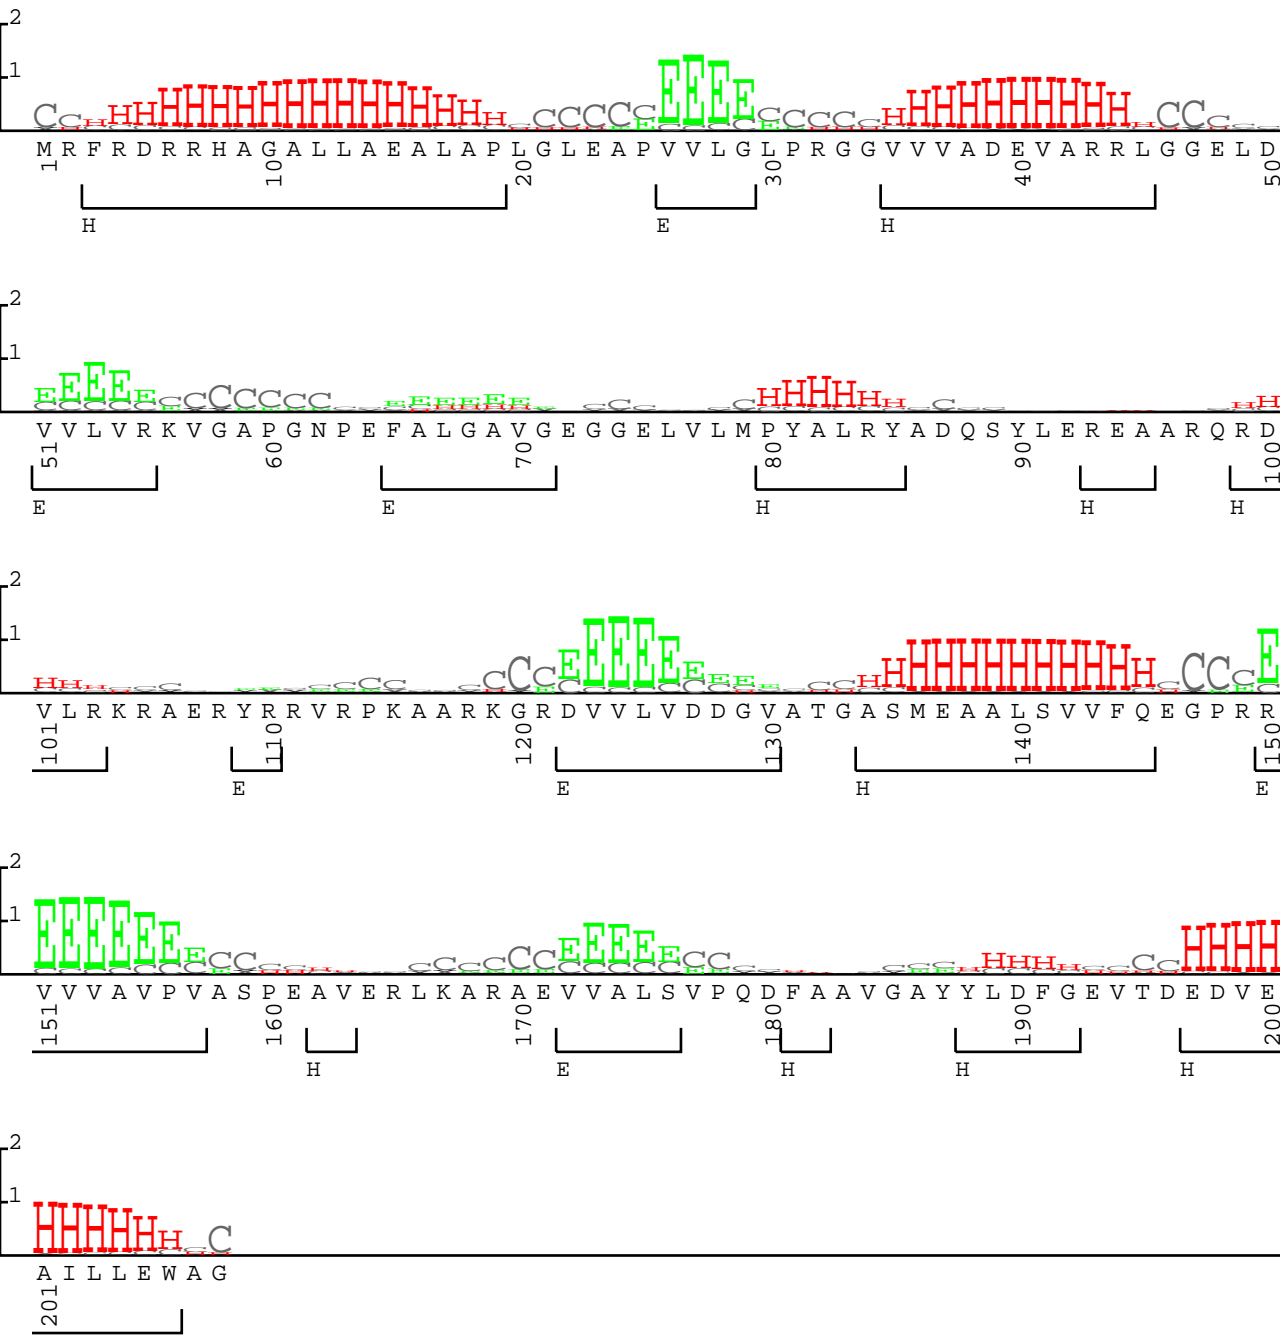 2
1
C C H H H H H H H H H H H H H H H H H C C C C C E E E E C C C C C H H H H H H H H H H H C C C
M R F R D R R H A G A L L A E A L A P L G L E A P V V L G L P R G G V V V A D E V A R R L G G E L D
1 10 20 30 40 50
H E H
2
1
E E E E E C C C C C C C E E E E E E C C C C H H H H H H C H H
V V L V R K V G A P G N P E F A L G A V G E G G E L V L M P Y A L R Y A D Q S Y L E R E A A R Q R D
51 60 70 80 90 100
E E H H H
2
1
H H H C C C C C C C E E E E E E E E C C H H H H H H H H H H H H C C C E
V L R K R A E R Y R R V R P K A A R K G R D V V L V D D G V A T G A S M E A A L S V V F Q E G P R R
101 110 120 130 140 150
E E H E
2
1
E E E E E E E C C C C C C C C E E E E E C C C C C H H H H C C H H H H
V V V A V P V A S P E A V E R L K A R A E V V A L S V P Q D F A A V G A Y Y L D F G E V T D E D V E
151 160 170 180 190 200
H E H H H
2
1
H H H H H H C C
A I L L E W A G
201